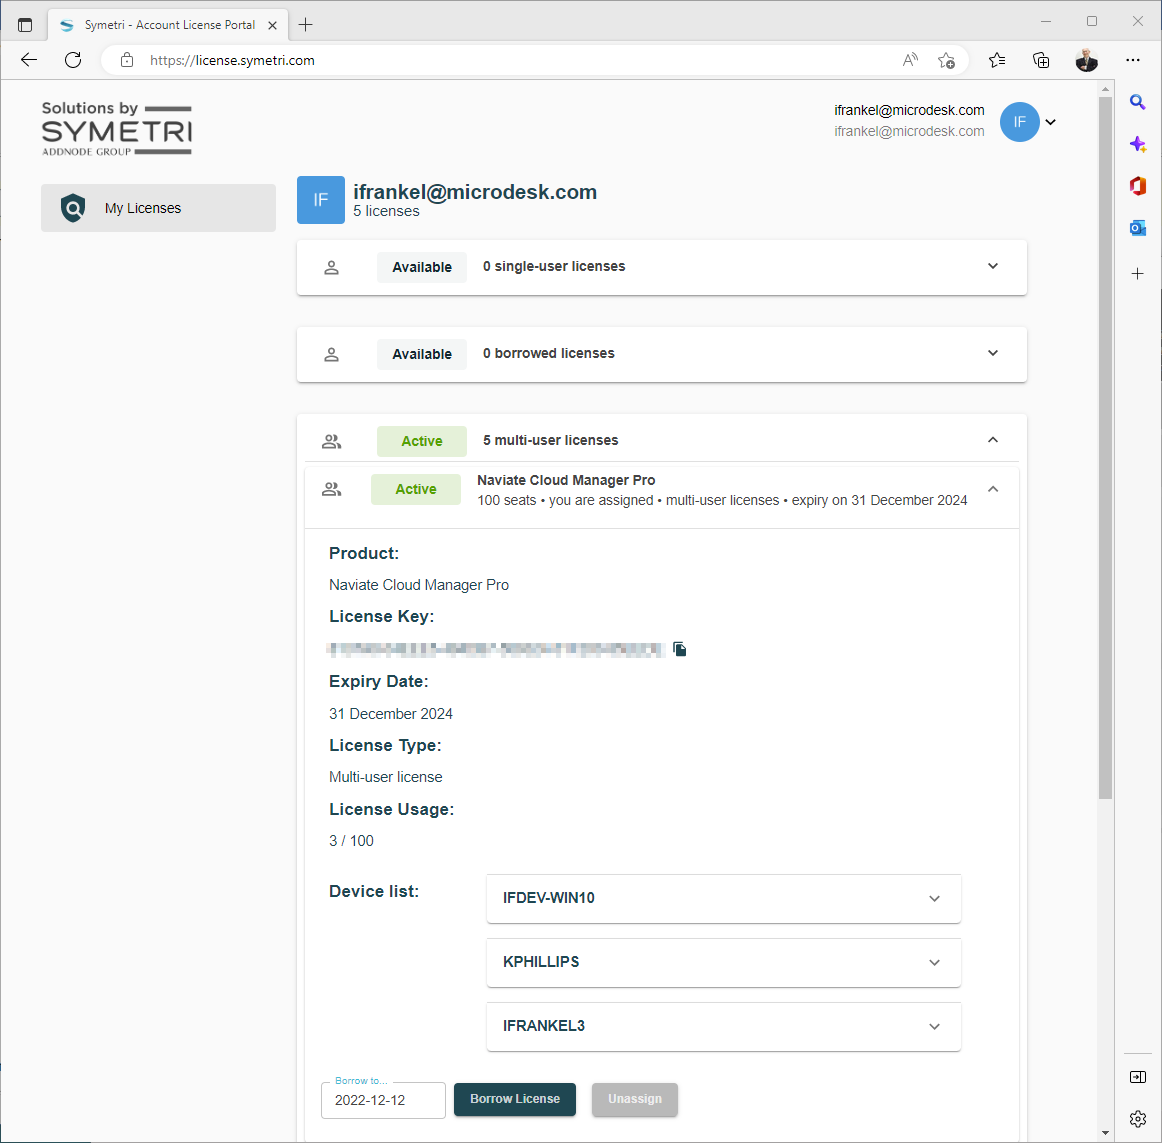 Symetri - Account License Portal
https://license.symetri.com
Solutions by
SYMETRI
ADDNODE GROUP
ifrankel@microdesk.com
ifrankel@microdesk.com
IF
My Licenses
IF
ifrankel@microdesk.com
5 licenses
Available
0 single-user licenses
Available
0 borrowed licenses
Active
5 multi-user licenses
Active
Naviate Cloud Manager Pro
100 seats • you are assigned • multi-user licenses • expiry on 31 December 2024
Product:
Naviate Cloud Manager Pro
License Key:
Expiry Date:
31 December 2024
License Type:
Multi-user license
License Usage:
3 / 100
Device list:
IFDEV-WIN10
KPHILLIPS
IFRANKEL3
Borrow to...
2022-12-12
Borrow License
Unassign